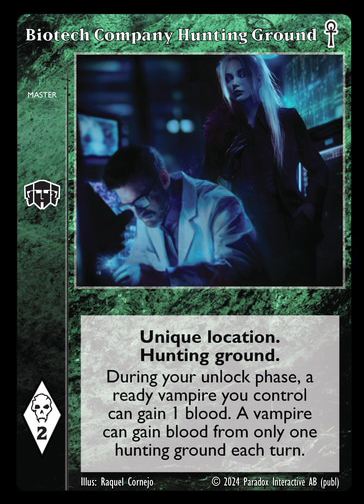 Biotech Company Hunting Ground
MASTER
Unique location.
Hunting ground.
During your unlock phase, a
ready vampire you control
can gain 1 blood. A vampire
can gain blood from only one
hunting ground each turn.
2
Illus: Raquel Cornejo
© 2024 Paradox Interactive AB (publ)